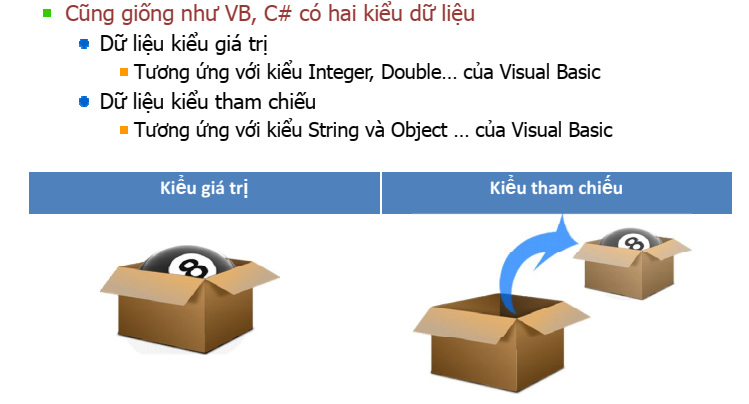 Cũng giống như VB, C# có hai kiểu dữ liệu
Dữ liệu kiểu giá trị
Tương ứng với kiểu Integer, Double… của Visual Basic
Dữ liệu kiểu tham chiếu
Tương ứng với kiểu String và Object … của Visual Basic
Kiểu giá trị
Kiểu tham chiếu
8
8